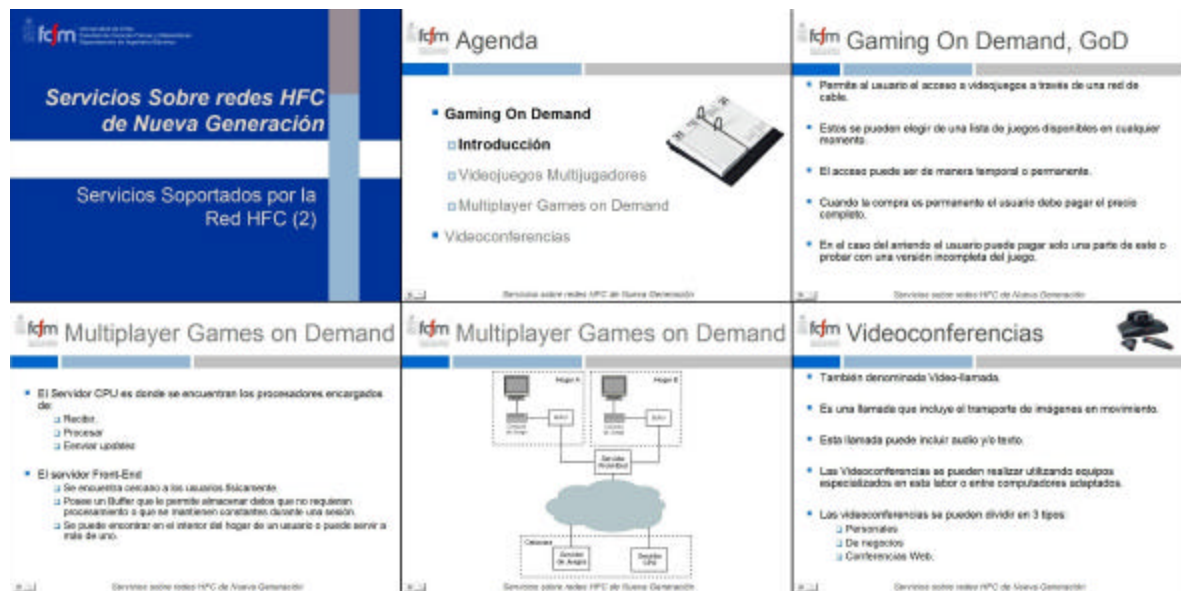 fcfm
Servicios Sobre redes HFC
de Nueva Generación
Servicios Soportados por la
Red HFC (2)
fcfm Agenda
Gaming On Demand
Introducción
Videojuegos Multijugadores
Multiplayer Games on Demand
Videoconferencias
Servicios sobre redes HFC de Nueva Generación
fcfm Gaming On Demand, GoD
Permite al usuario el acceso a videojuegos a través de una red de
cable.
Estos se pueden elegir de una lista de juegos disponibles en cualquier
momento.
El acceso puede ser de manera temporal o permanente.
Cuando la compra es permanente el usuario debe pagar el precio
completo.
En el caso del arriendo el usuario puede pagar solo una parte de este o
probar con una versión incompleta del juego.
Servicios sobre redes HFC de Nueva Generación
fcfm Multiplayer Games on Demand
El Servidor CPU es donde se encuentran los procesadores encargados
de:
Recibir.
Procesar
Eenviar updates
El servidor Front-End
Se encuentra cercano a los usuarios físicamente.
Posee un Buffer que le permite almacenar datos que no requieran
procesamiento o que se mantienen constantes durante una sesión.
Se puede encontrar en el interior del hogar de un usuario o puede servir a
más de uno.
Servicios sobre redes HFC de Nueva Generación
fcfm Multiplayer Games on Demand
Hogar A
Hogar B
Servidor
Front-End
Cabecera
Servidor
de Juegos
Servidor
CPU
Servicios sobre redes HFC de Nueva Generación
fcfm Videoconferencias
También denominada Video-llamada.
Es una llamada que incluye el transporte de imágenes en movimiento.
Esta llamada puede incluir audio y/o texto.
Las Videoconferencias se pueden realizar utilizando equipos
especializados en esta labor o entre computadores adaptados.
Las videoconferencias se pueden dividir en 3 tipos:
Personales
De negocios
Conferencias Web.
Servicios sobre redes HFC de Nueva Generación